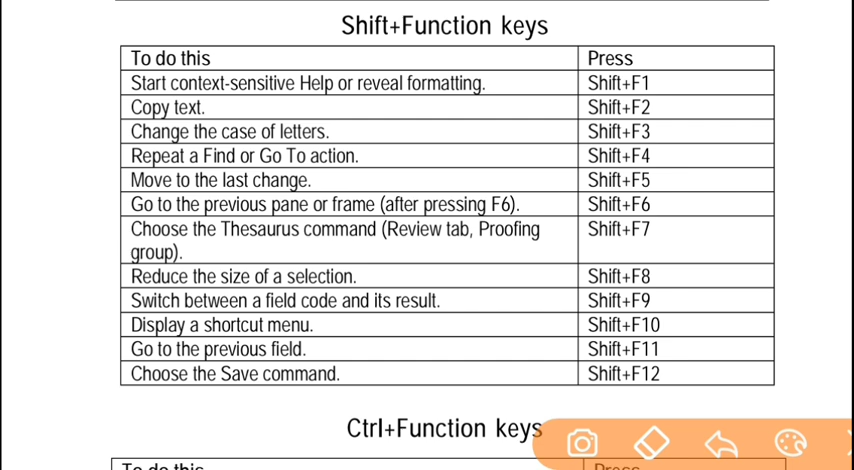 Shift+Function keys
To do this Press
Start context-sensitive Help or reveal formatting. Shift+F1
Copy text. Shift+F2
Change the case of letters. Shift+F3
Repeat a Find or Go To action. Shift+F4
Move to the last change. Shift+F5
Go to the previous pane or frame (after pressing F6). Shift+F6
Choose the Thesaurus command (Review tab, Proofing Shift+F7
group).
Reduce the size of a selection. Shift+F8
Switch between a field code and its result. Shift+F9
Display a shortcut menu. Shift+F10
Go to the previous field. Shift+F11
Choose the Save command. Shift+F12
Ctrl+Function keys
To do this Press